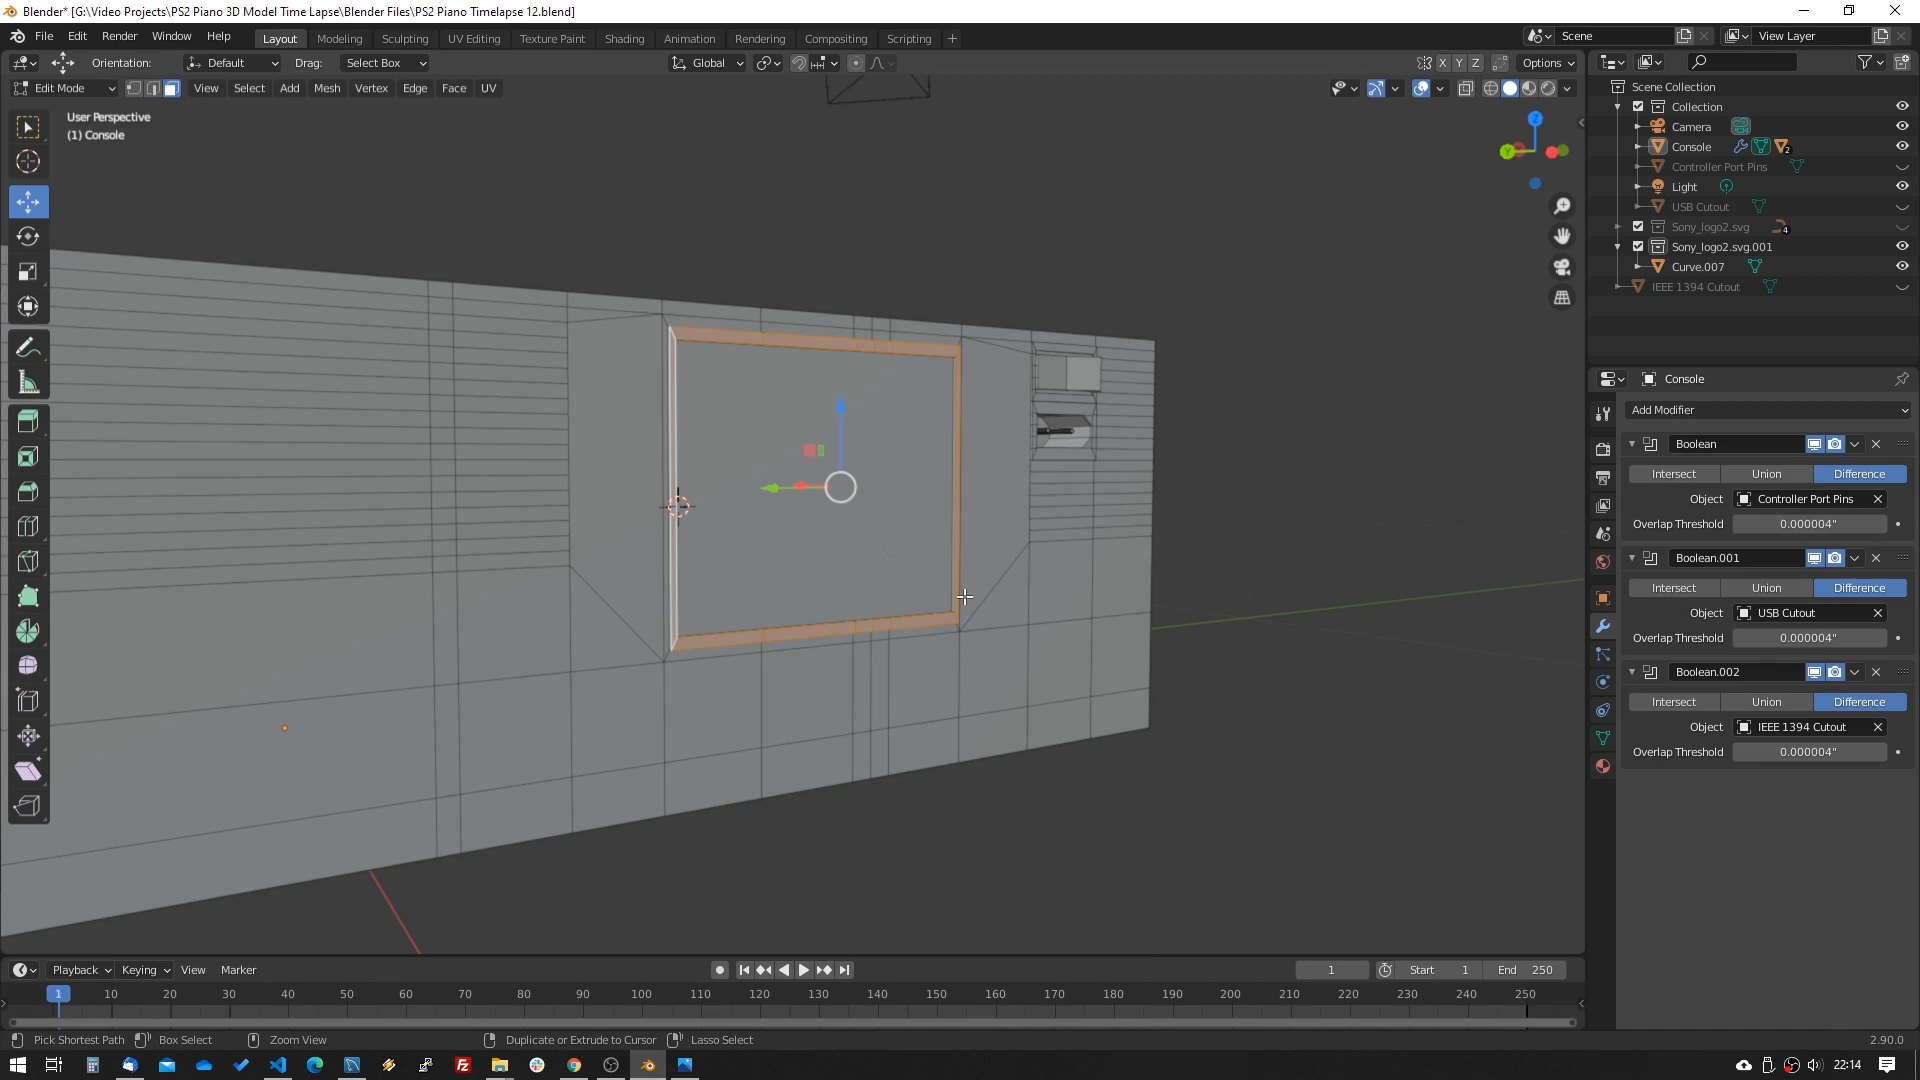 Blender* [G:\Video Projects\PS2 Piano 3D Model Time Lapse\Blender Files\PS2 Piano Timelapse 12.blend]
File Edit Render Window Help Layout Modeling Sculpting UV Editing Texture Paint Shading Animation Rendering Compositing Scripting + Scene View Layer
Orientation: Default Drag: Select Box Global X Y Z Options
Edit Mode View Select Add Mesh Vertex Edge Face UV
User Perspective
(1) Console
Z
Y
Scene Collection
Collection
Camera
Console 2
Controller Port Pins
Light
USB Cutout
Sony_logo2.svg 4
Sony_logo2.svg.001
Curve.007
IEEE 1394 Cutout
Console
Add Modifier
Boolean
Intersect Union Difference
Object Controller Port Pins
Overlap Threshold 0.000004"
Boolean.001
Intersect Union Difference
Object USB Cutout
Overlap Threshold 0.000004"
Boolean.002
Intersect Union Difference
Object IEEE 1394 Cutout
Overlap Threshold 0.000004"
Playback Keying View Marker 1 Start 1 End 250
1 10 20 30 40 50 60 70 80 90 100 110 120 130 140 150 160 170 180 190 200 210 220 230 240 250
Pick Shortest Path Box Select Zoom View Duplicate or Extrude to Cursor Lasso Select 2.90.0
Fz 22:14